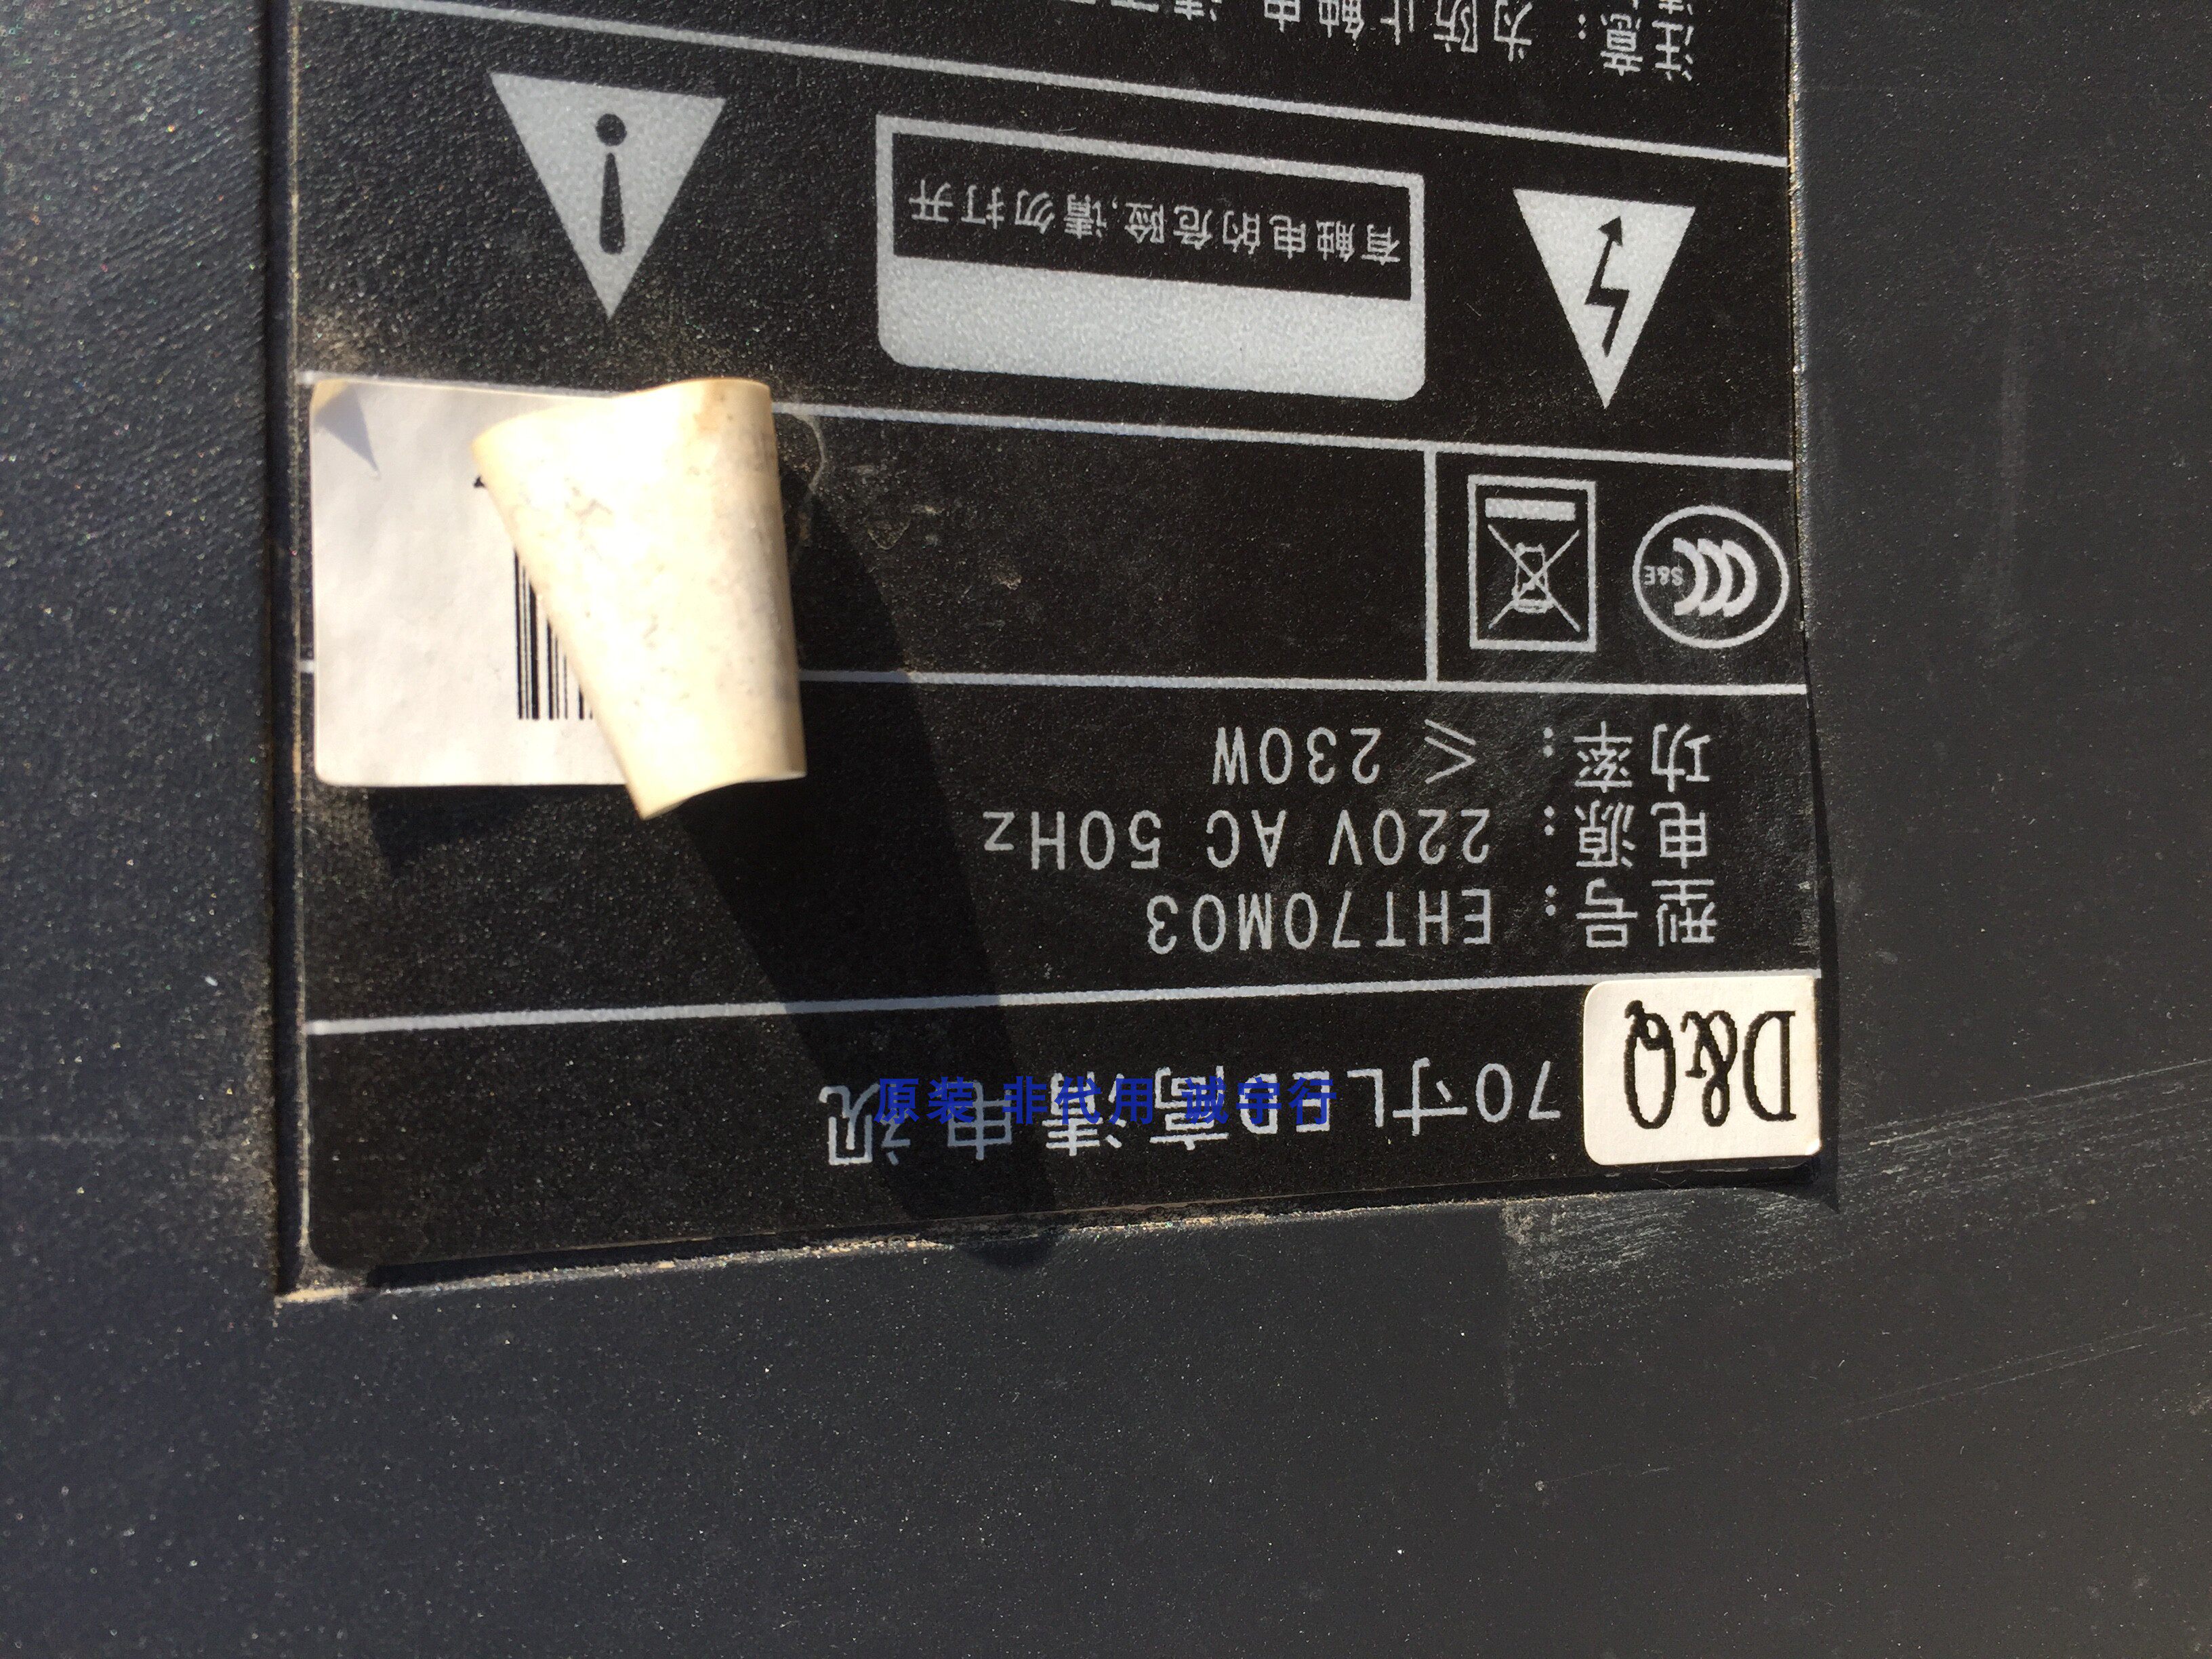 D&Q
70寸LED高清电视
原装 非代用 诚宇行
型号：EHT70M03
电源：220V AC 50Hz
功率：≤ 230W
S&E
有触电的危险,请勿打开
注意：为防止触电